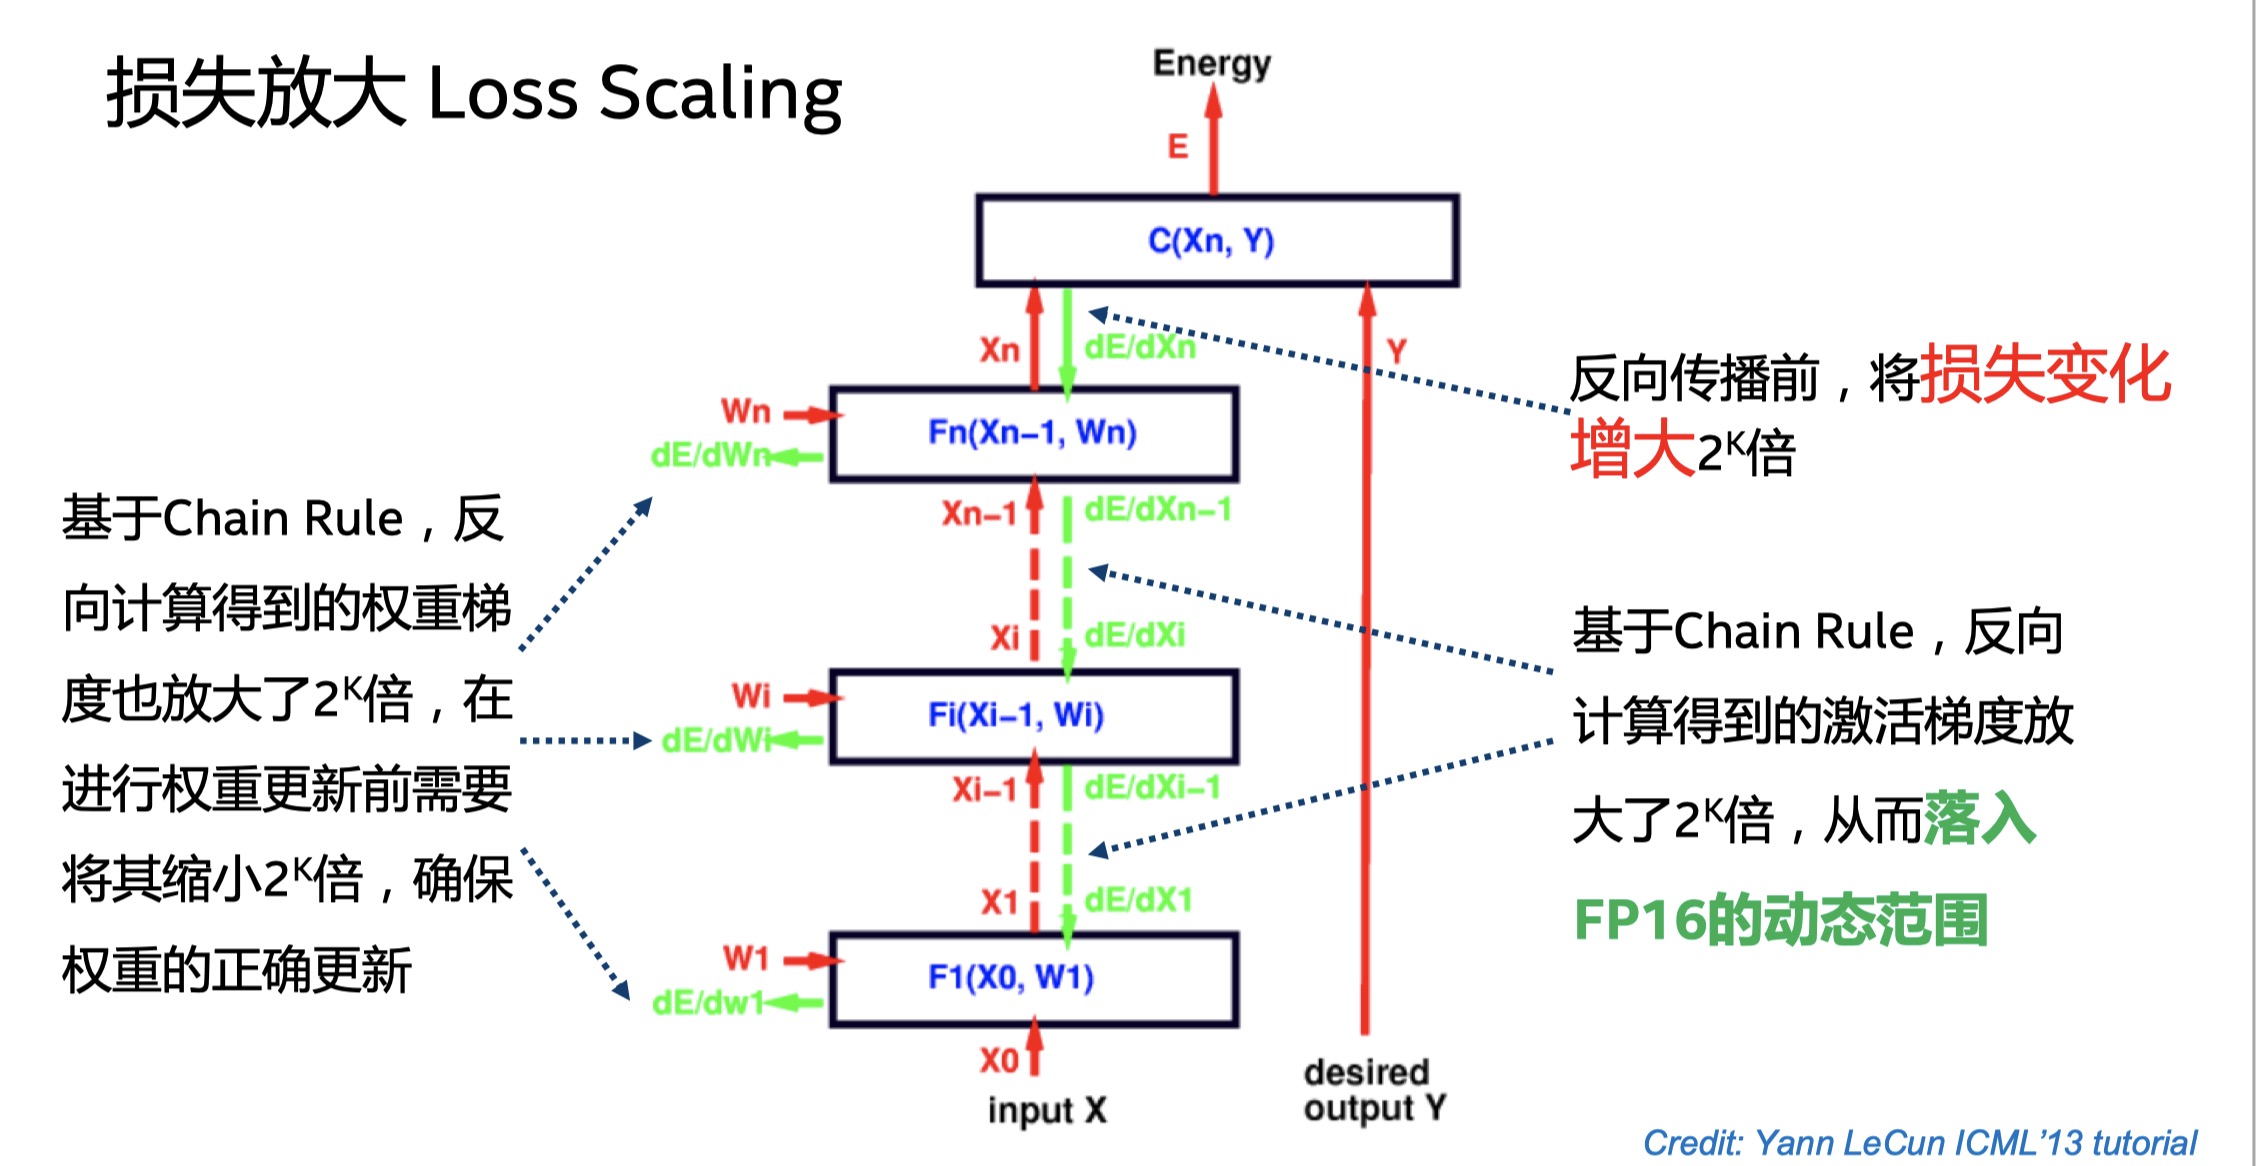 损失放大 Loss Scaling
Energy
E
C(Xn, Y)
Xn
dE/dXn
Y
反向传播前，将损失变化
增大2ᴷ倍
Wn
Fn(Xn−1, Wn)
dE/dWn
Xn−1
dE/dXn−1
基于Chain Rule，反
向计算得到的权重梯
度也放大了2ᴷ倍，在
进行权重更新前需要
将其缩小2ᴷ倍，确保
权重的正确更新
Xi
dE/dXi
基于Chain Rule，反向
计算得到的激活梯度放
大了2ᴷ倍，从而落入
FP16的动态范围
Wi
Fi(Xi−1, Wi)
dE/dWi
Xi−1
dE/dXi−1
X1
dE/dX1
W1
F1(X0, W1)
dE/dw1
X0
input X
desired
output Y
Credit: Yann LeCun ICML’13 tutorial